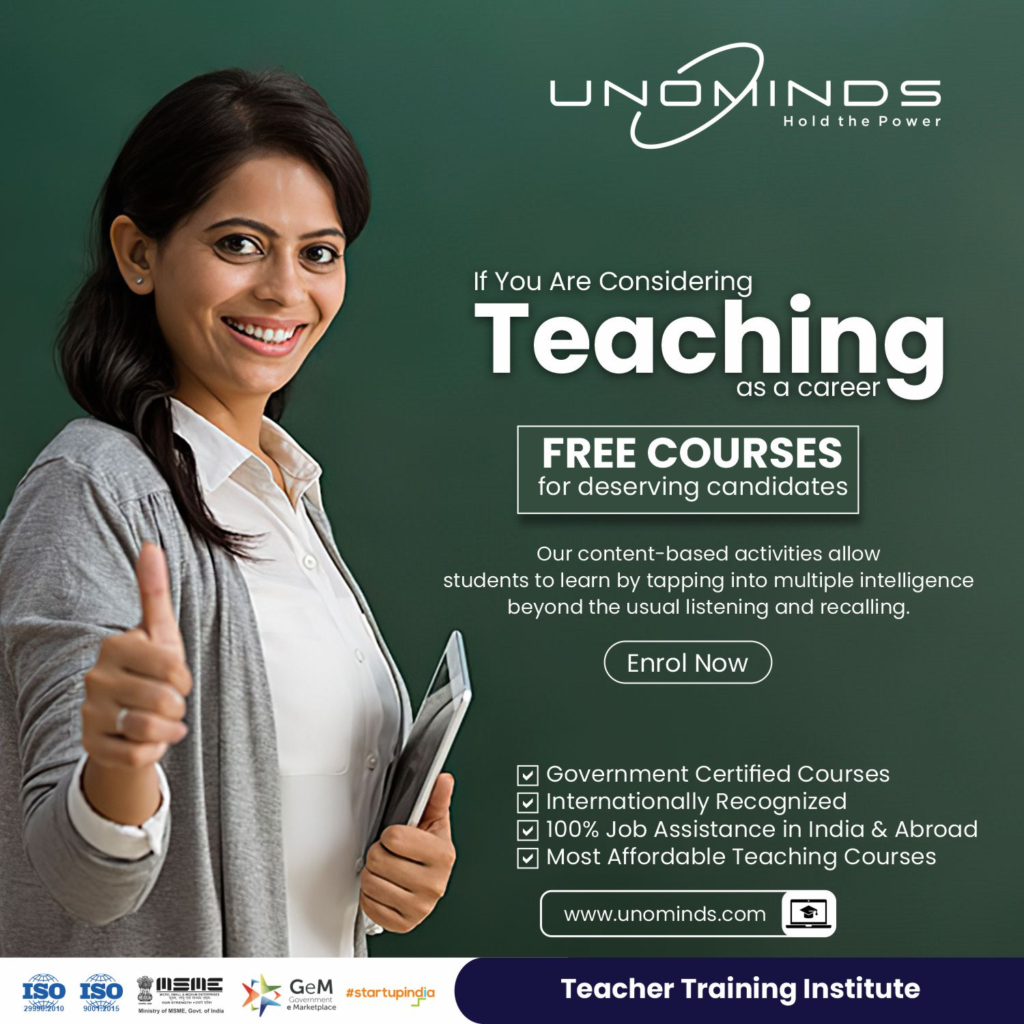 UNOMINDS
Hold the Power
If You Are Considering
Teaching
as a career
FREE COURSES
for deserving candidates
Our content-based activities allow
students to learn by tapping into multiple intelligence
beyond the usual listening and recalling.
Enrol Now
Government Certified Courses
Internationally Recognized
100% Job Assistance in India & Abroad
Most Affordable Teaching Courses
www.unominds.com
ISO
29990:2010
ISO
9001:2015
MSME
Ministry of MSME, Govt. of India
GeM
Government
e Marketplace
#startupindia
Teacher Training Institute